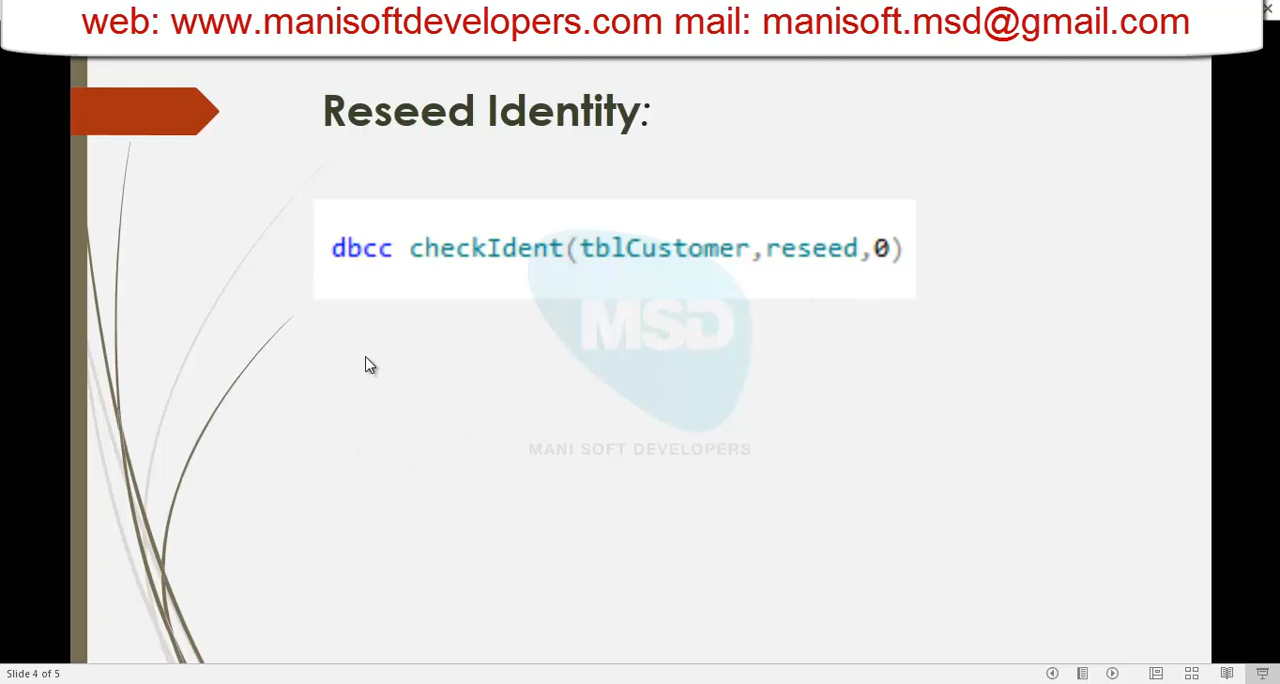 web: www.manisoftdevelopers.com mail: manisoft.msd@gmail.com
Reseed Identity:
dbcc checkIdent(tblCustomer,reseed,0)
MSD
MANI SOFT DEVELOPERS
Slide 4 of 5